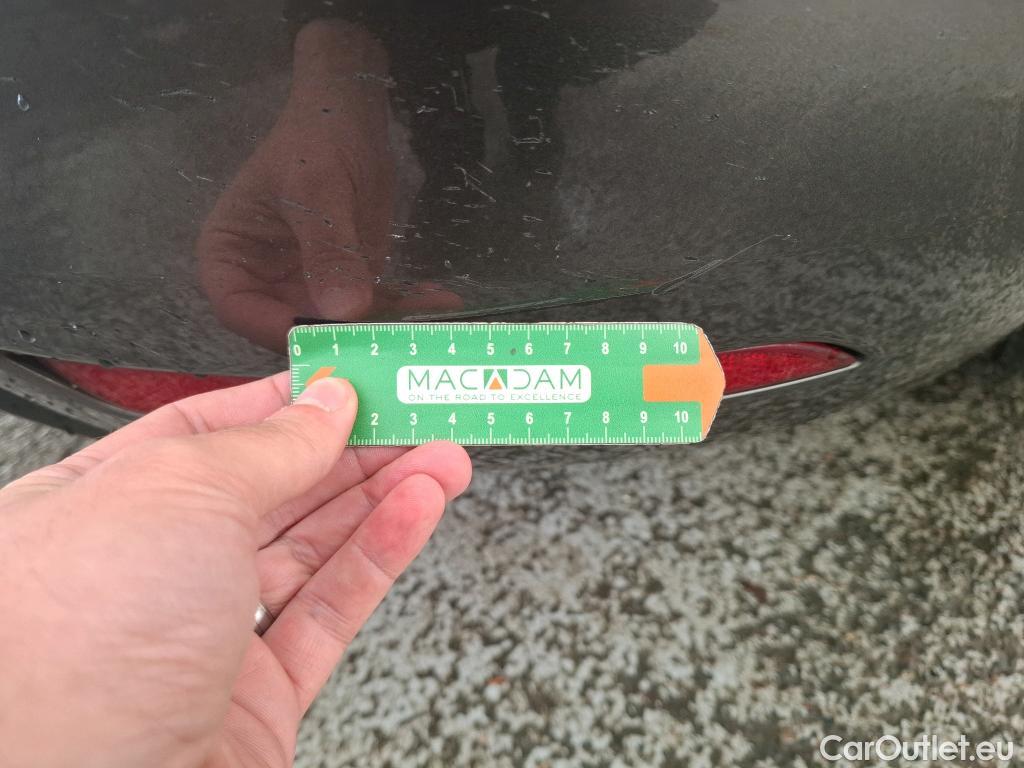 0 1 2 3 4 5 6 7 8 9 10
MACADAM
ON THE ROAD TO EXCELLENCE
2 3 4 5 6 7 8 9 10
CarOutlet.eu